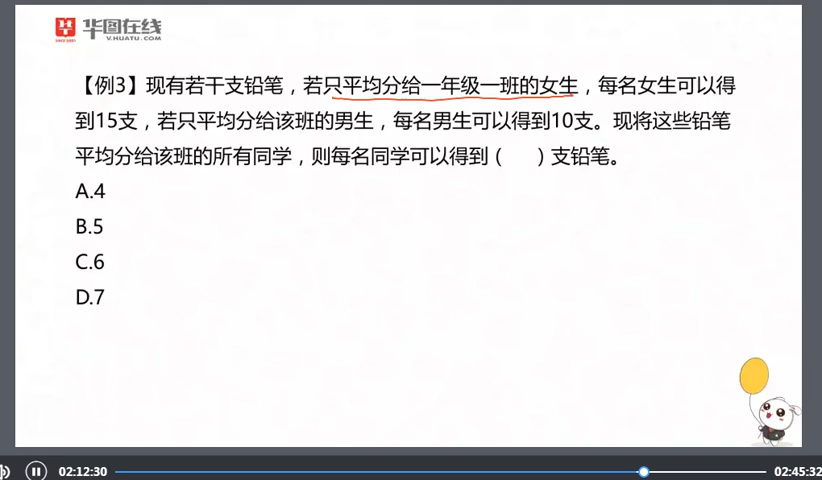 华图在线
V.HUATU.COM
【例3】现有若干支铅笔，若只平均分给一年级一班的女生，每名女生可以得
到15支，若只平均分给该班的男生，每名男生可以得到10支。现将这些铅笔
平均分给该班的所有同学，则每名同学可以得到（　）支铅笔。
A.4
B.5
C.6
D.7
02:12:30
02:45:32